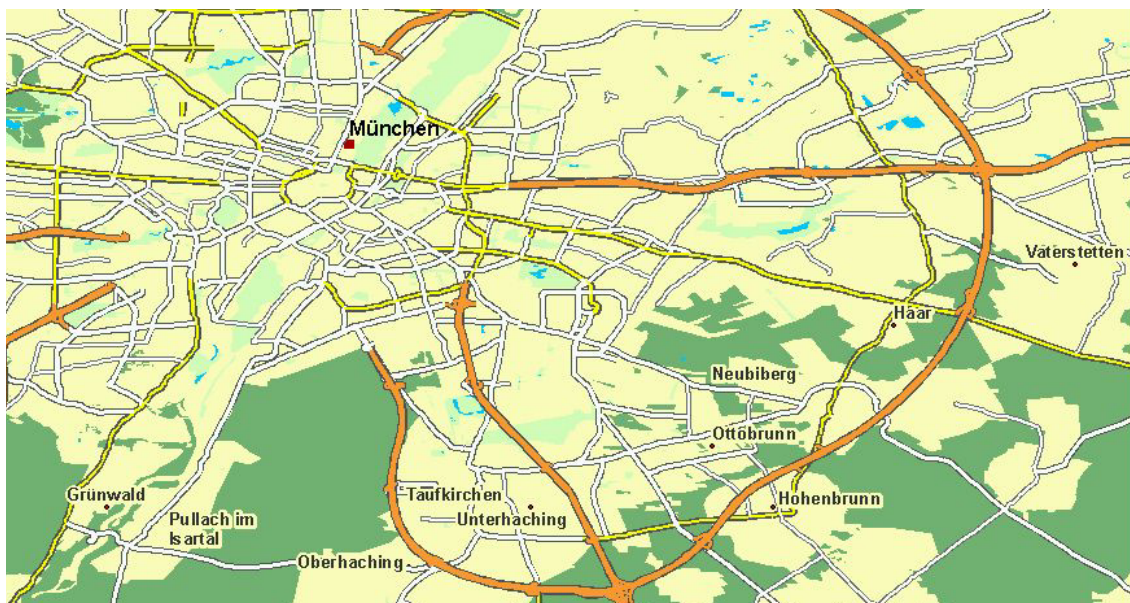 München
Vaterstetten
Haar
Neubiberg
Ottobrunn
Grünwald
Taufkirchen
Hohenbrunn
Pullach im
Isartal
Unterhaching
Oberhaching